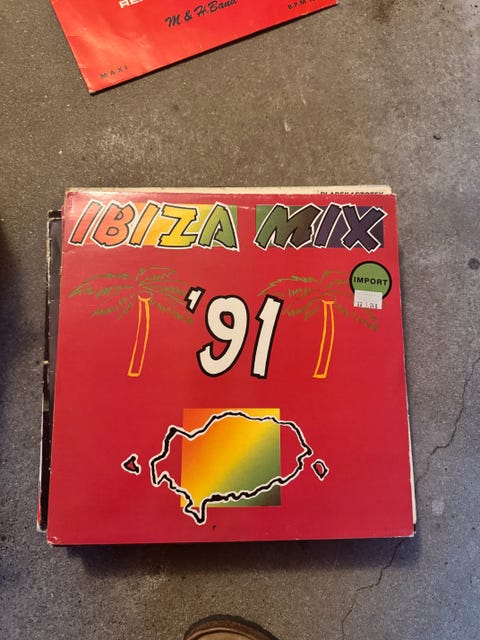 M & H. Band
MAXI
IBIZA MIX
'91
IMPORT